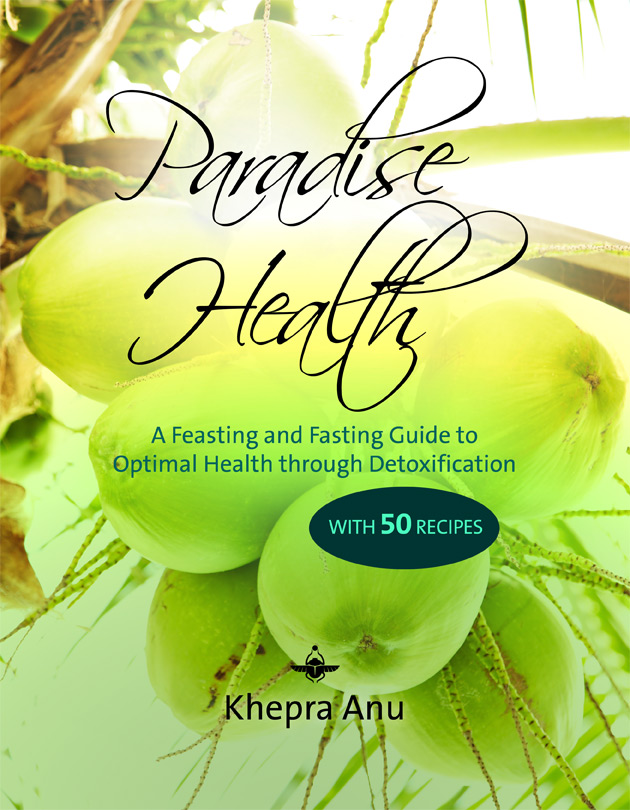 Paradise
Health
A Feasting and Fasting Guide to
Optimal Health through Detoxification
WITH 50 RECIPES
Khepra Anu